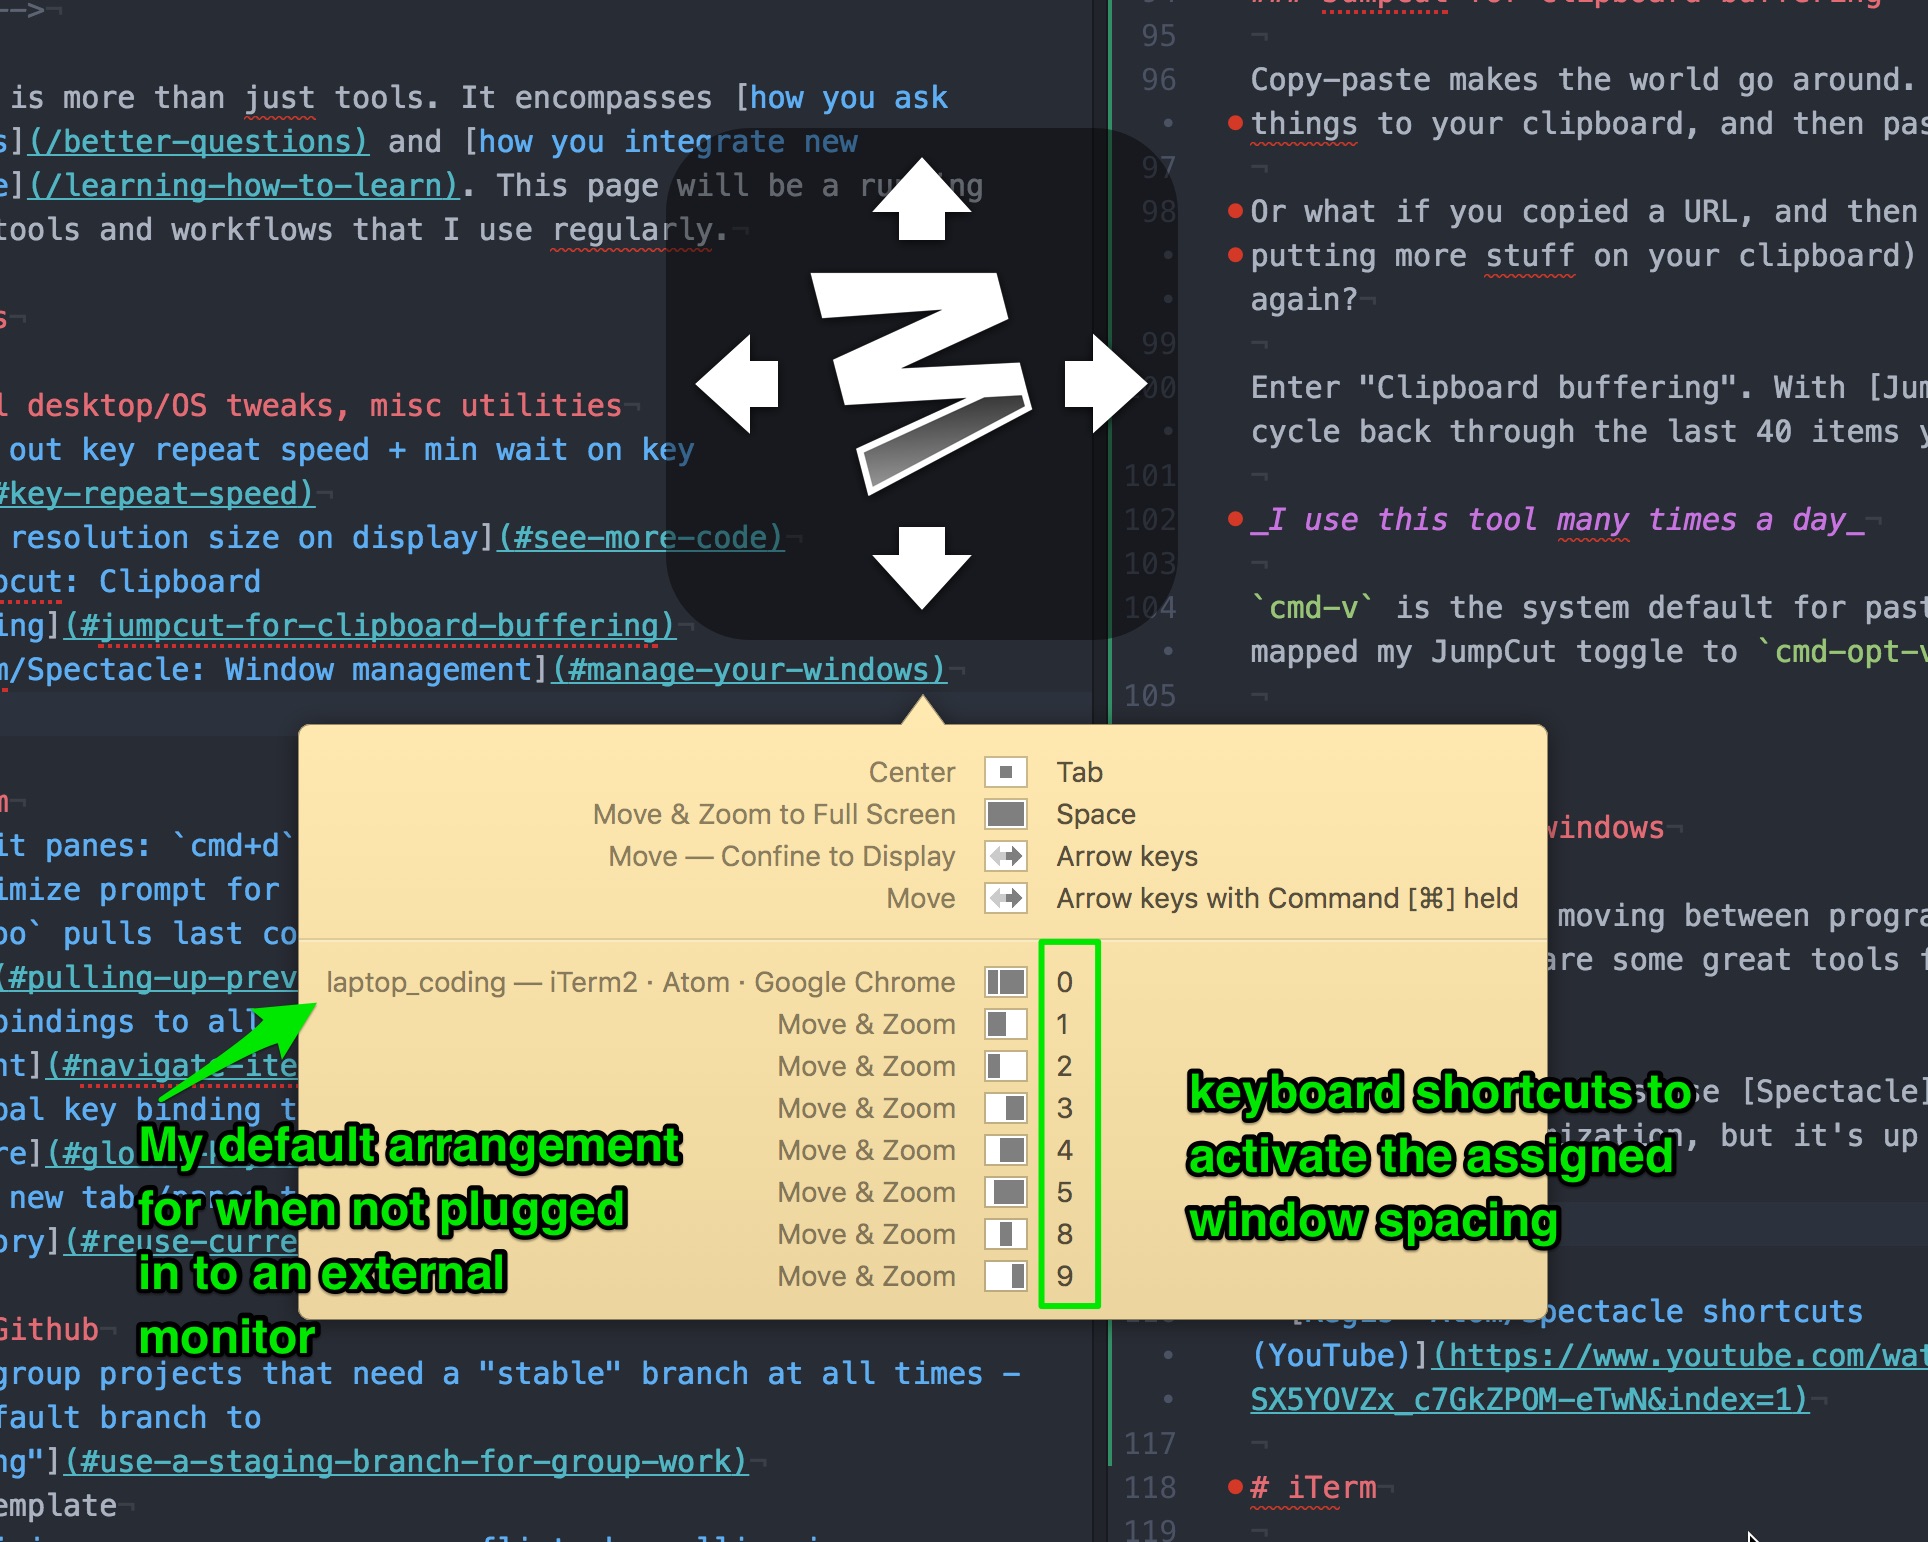 -->¬
is more than just tools. It encompasses [how you ask
s](/better-questions) and [how you integrate new
e](/learning-how-to-learn). This page will be a running
tools and workflows that I use regularly.¬
s¬
l desktop/OS tweaks, misc utilities¬
out key repeat speed + min wait on key
#key-repeat-speed)¬
resolution size on display](#see-more-code)¬
pcut: Clipboard
ing](#jumpcut-for-clipboard-buffering)¬
m/Spectacle: Window management](#manage-your-windows)¬
m¬
it panes: `cmd+d`
imize prompt for
oo` pulls last co
(#pulling-up-prev
bindings to all
nt](#navigate-ite
bal key binding t
re](#glo
new tab
ory](#reuse-curre
Github¬
group projects that need a "stable" branch at all times -
fault branch to
ng"](#use-a-staging-branch-for-group-work)¬
emplate¬
### Jumpcut for clipboard buffering
95 ¬
96 Copy-paste makes the world go around.
• things to your clipboard, and then pas
97 ¬
98 Or what if you copied a URL, and then
• putting more stuff on your clipboard)
• again?¬
99 ¬
100 Enter "Clipboard buffering". With [Jum
• cycle back through the last 40 items y
101 ¬
102 _I use this tool many times a day_¬
103 ¬
104 `cmd-v` is the system default for past
• mapped my JumpCut toggle to `cmd-opt-v
105 ¬
windows¬
moving between progra
are some great tools f
se [Spectacle]
nization, but it's up
Spectacle shortcuts
• (YouTube)](https://www.youtube.com/wat
• SX5YOVZx_c7GkZPOM-eTwN&index=1)¬
117 ¬
118 # iTerm¬
119 ¬
Center Tab
Move & Zoom to Full Screen Space
Move — Confine to Display Arrow keys
Move Arrow keys with Command [⌘] held
laptop_coding — iTerm2 · Atom · Google Chrome 0
Move & Zoom 1
Move & Zoom 2
Move & Zoom 3
Move & Zoom 4
Move & Zoom 5
Move & Zoom 8
Move & Zoom 9
My default arrangement
for when not plugged
in to an external
monitor
keyboard shortcuts to
activate the assigned
window spacing